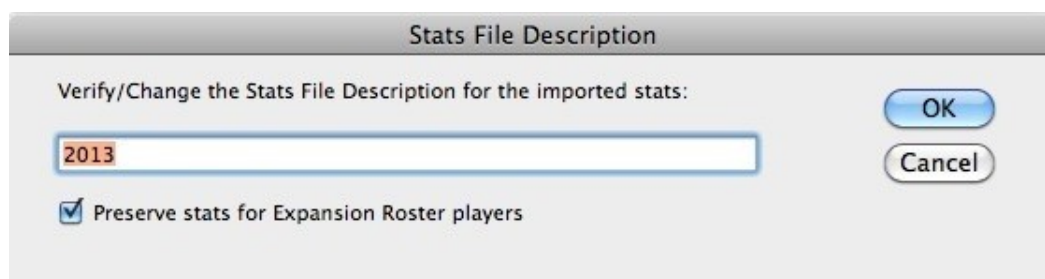 Stats File Description
Verify/Change the Stats File Description for the imported stats:
OK
2013
Cancel
Preserve stats for Expansion Roster players